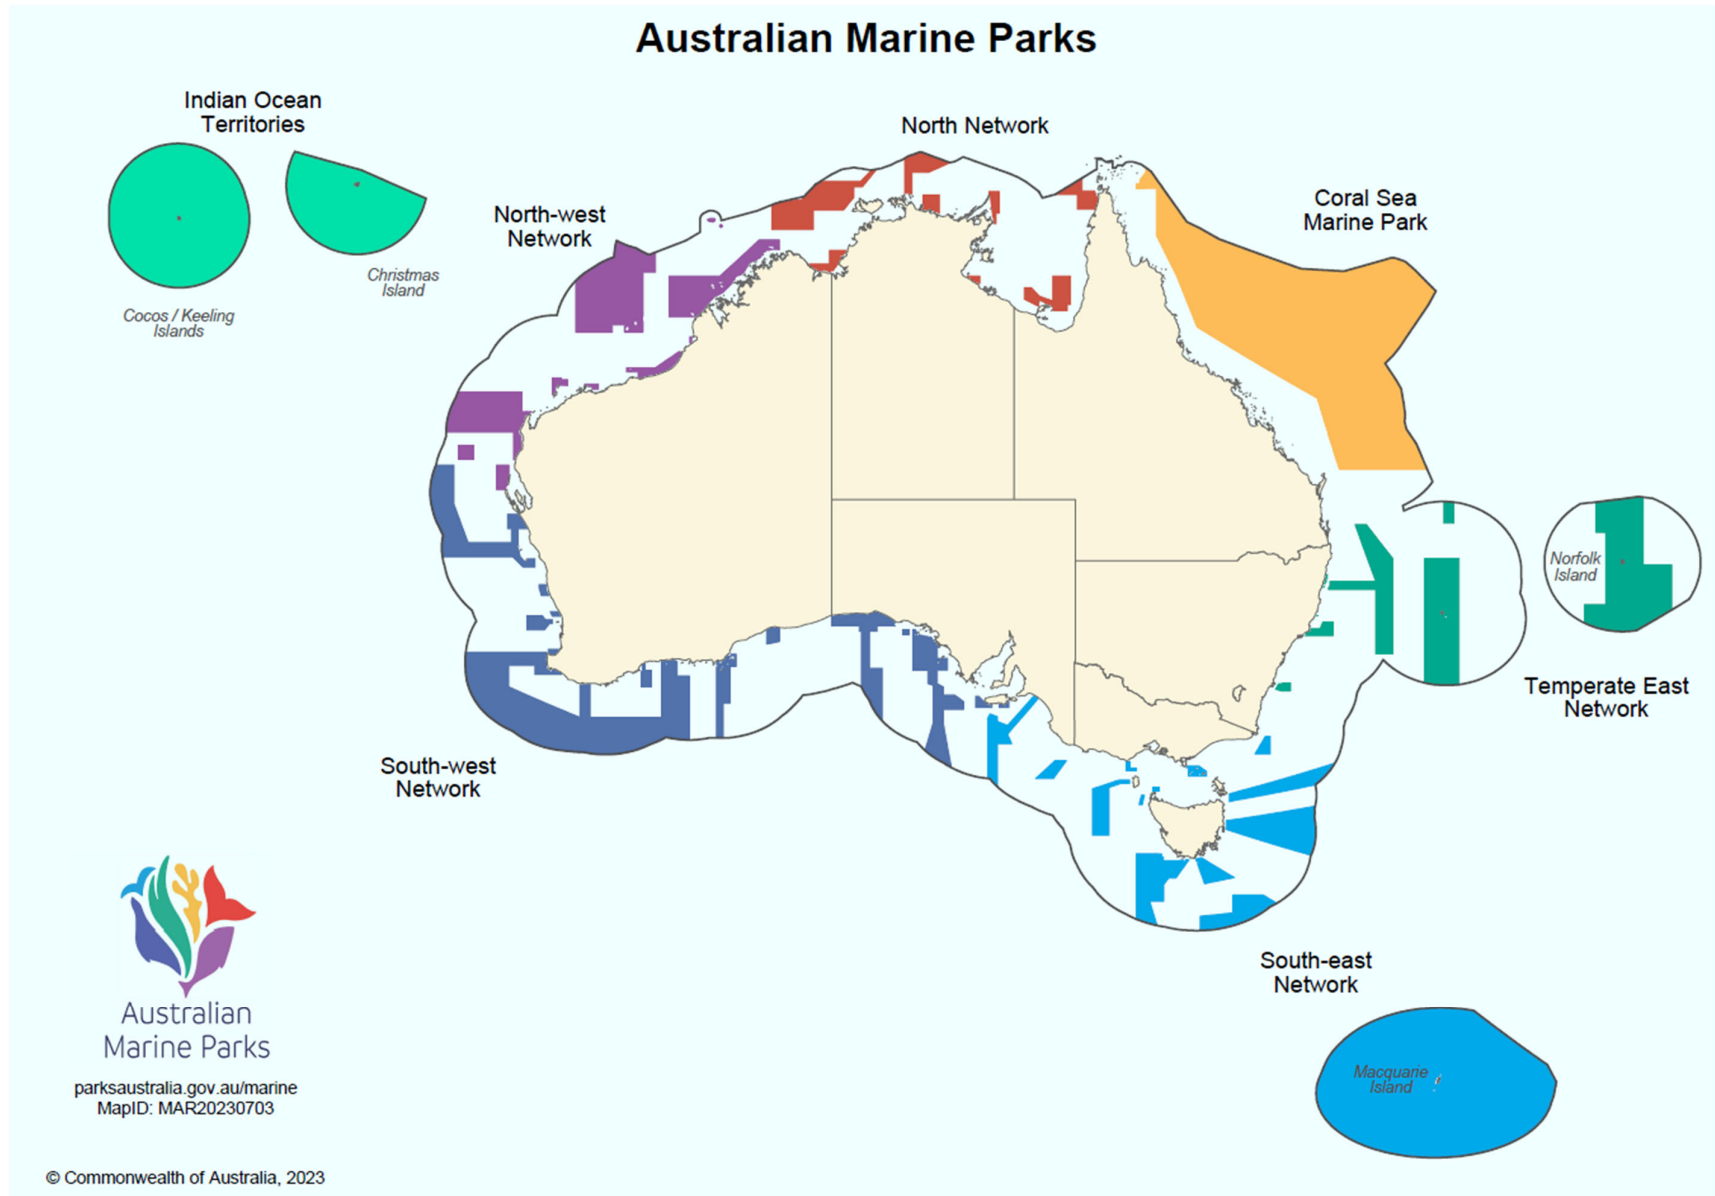 Australian Marine Parks
Indian Ocean
Territories
North Network
Coral Sea
Marine Park
North-west
Network
Christmas
Island
Cocos / Keeling
Islands
Norfolk
Island
Temperate East
Network
South-west
Network
South-east
Network
Macquarie
Island
Australian
Marine Parks
parksaustralia.gov.au/marine
MapID: MAR20230703
© Commonwealth of Australia, 2023